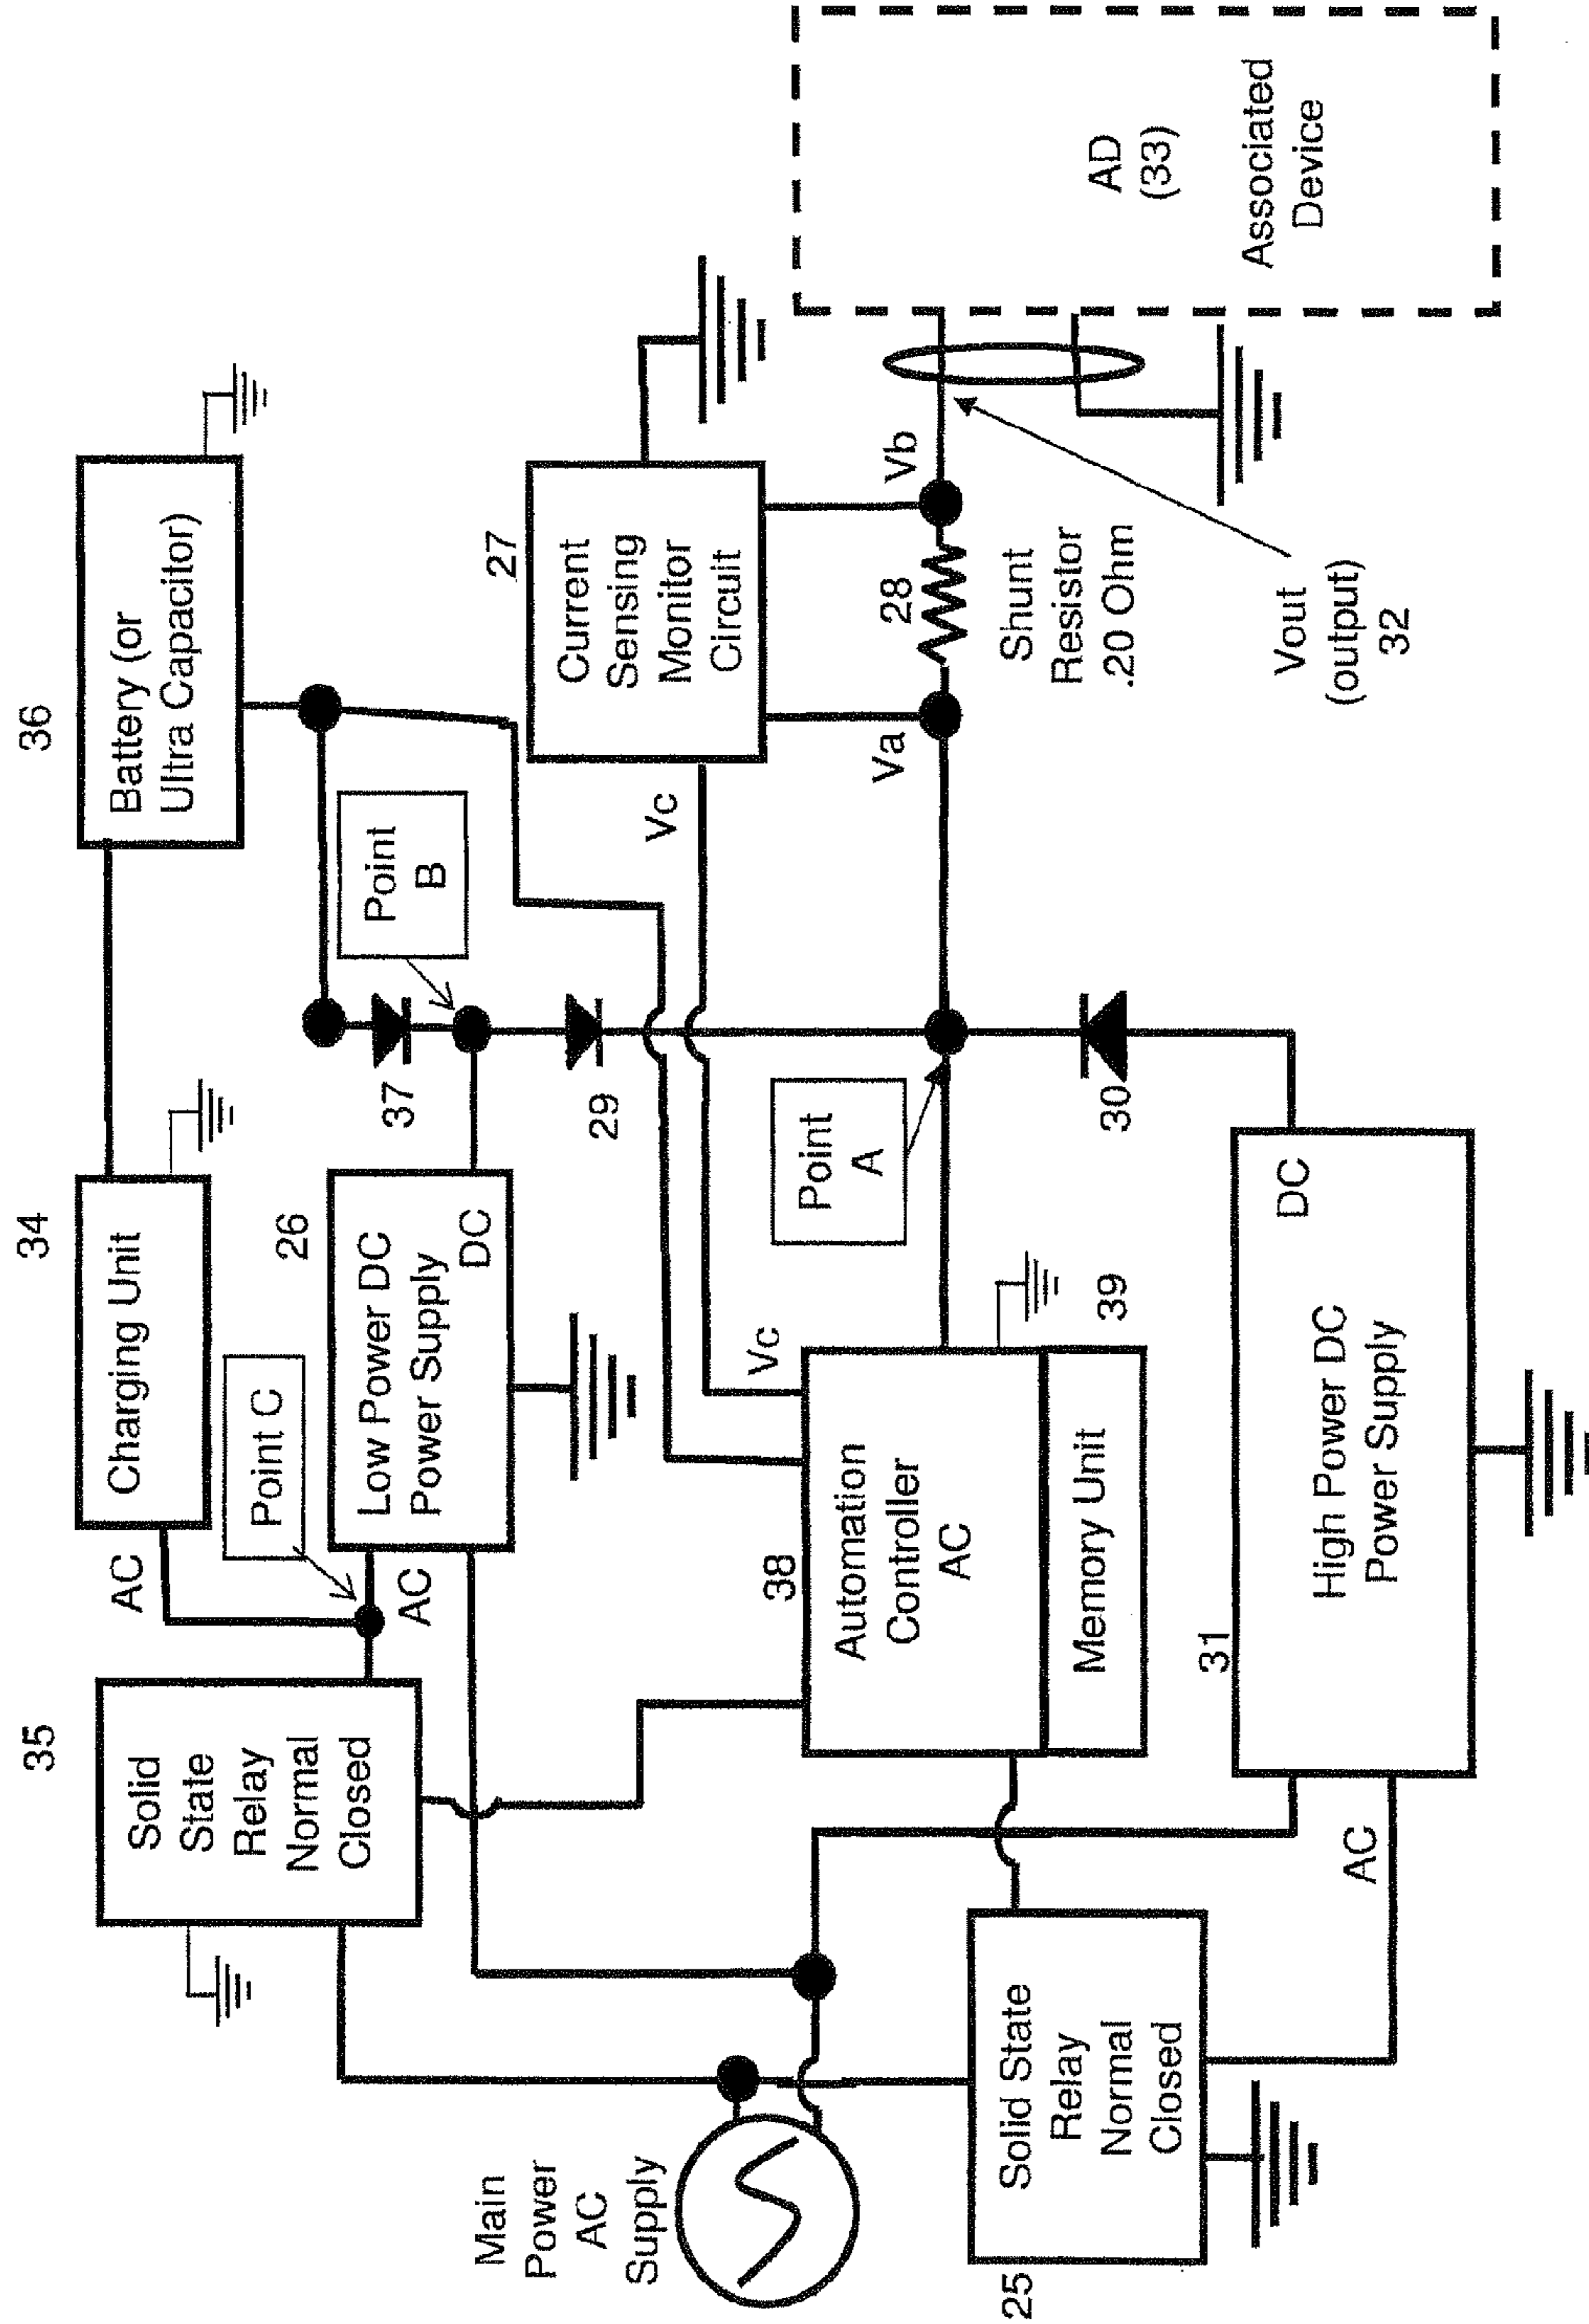 36
34
35
Battery (or
Ultra Capacitor)
Charging Unit
AC
Solid
State
Relay
Normal
Closed
Point C
26
Low Power DC
Power Supply
DC
AC
37
Point
B
29
27
Current
Sensing
Monitor
Circuit
Vc
Va
Vb
28
Shunt
Resistor
.20 Ohm
Vout
(output)
32
AD
(33)
Associated
Device
Point
A
30
Vc
38
Automation
Controller
AC
39
Memory Unit
31
DC
High Power DC
Power Supply
AC
Main
Power
AC
Supply
25
Solid State
Relay
Normal
Closed